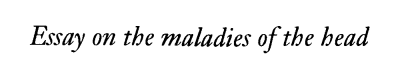 Essay on the maladies of the head